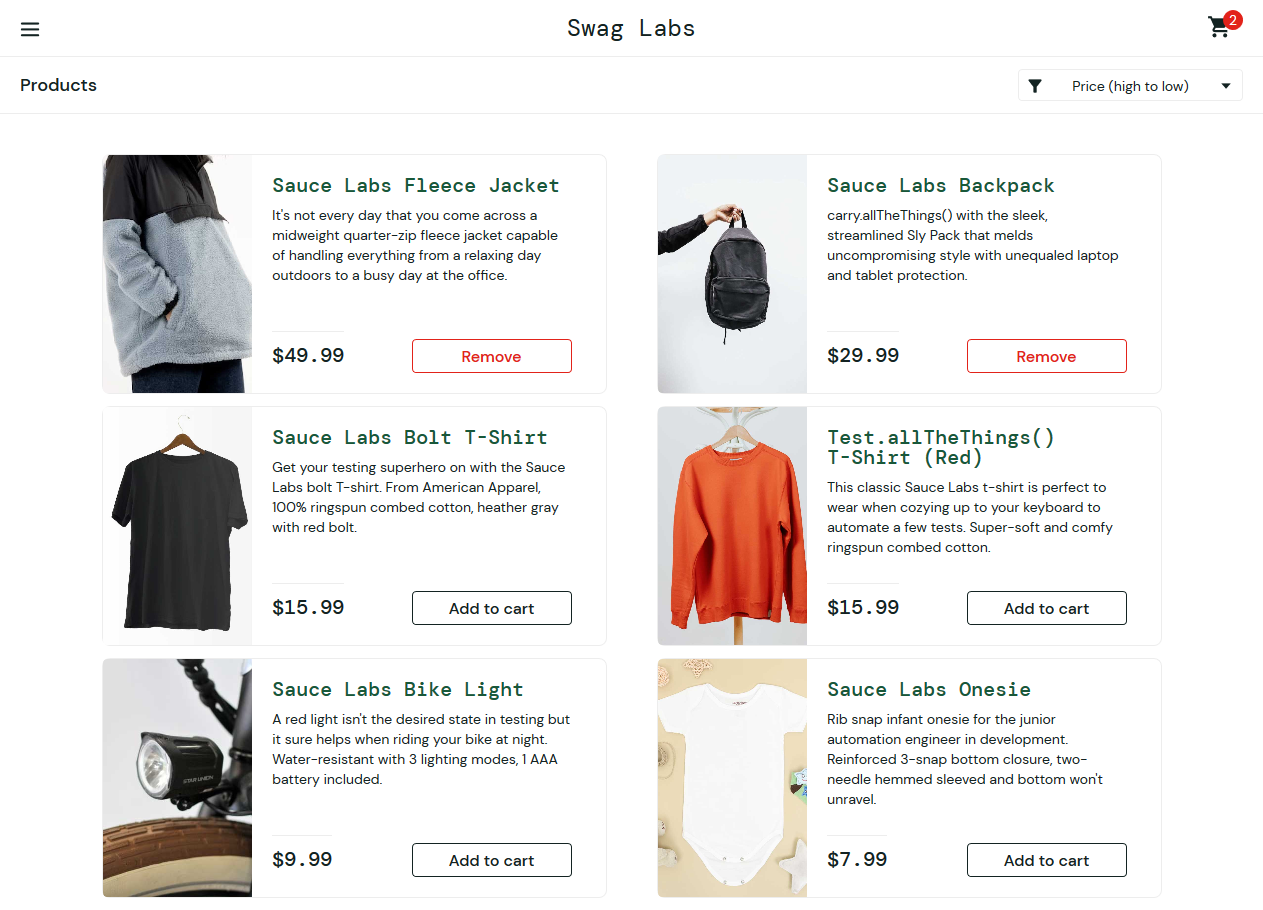 Swag Labs
2
Products
Price (high to low)
Sauce Labs Fleece Jacket
It's not every day that you come across a
midweight quarter-zip fleece jacket capable
of handling everything from a relaxing day
outdoors to a busy day at the office.
$49.99
Remove
Sauce Labs Backpack
carry.allTheThings() with the sleek,
streamlined Sly Pack that melds
uncompromising style with unequaled laptop
and tablet protection.
$29.99
Remove
Sauce Labs Bolt T-Shirt
Get your testing superhero on with the Sauce
Labs bolt T-shirt. From American Apparel,
100% ringspun combed cotton, heather gray
with red bolt.
$15.99
Add to cart
Test.allTheThings()
T-Shirt (Red)
This classic Sauce Labs t-shirt is perfect to
wear when cozying up to your keyboard to
automate a few tests. Super-soft and comfy
ringspun combed cotton.
$15.99
Add to cart
STAR UNION
Sauce Labs Bike Light
A red light isn't the desired state in testing but
it sure helps when riding your bike at night.
Water-resistant with 3 lighting modes, 1 AAA
battery included.
$9.99
Add to cart
Sauce Labs Onesie
Rib snap infant onesie for the junior
automation engineer in development.
Reinforced 3-snap bottom closure, two-
needle hemmed sleeved and bottom won't
unravel.
$7.99
Add to cart